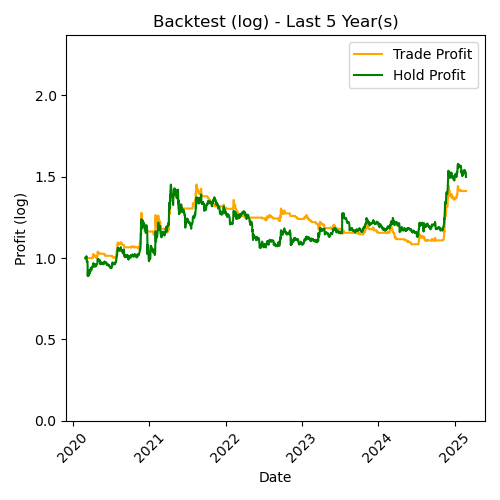 Backtest (log) - Last 5 Year(s)
Trade Profit
Hold Profit
Profit (log)
2.0
1.5
1.0
0.5
0.0
2020
2021
2022
2023
2024
2025
Date